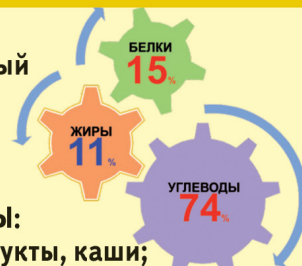 ый
БЕЛКИ
15%
ЖИРЫ
11%
УГЛЕВОДЫ
74%
Ы:
укты, каши;